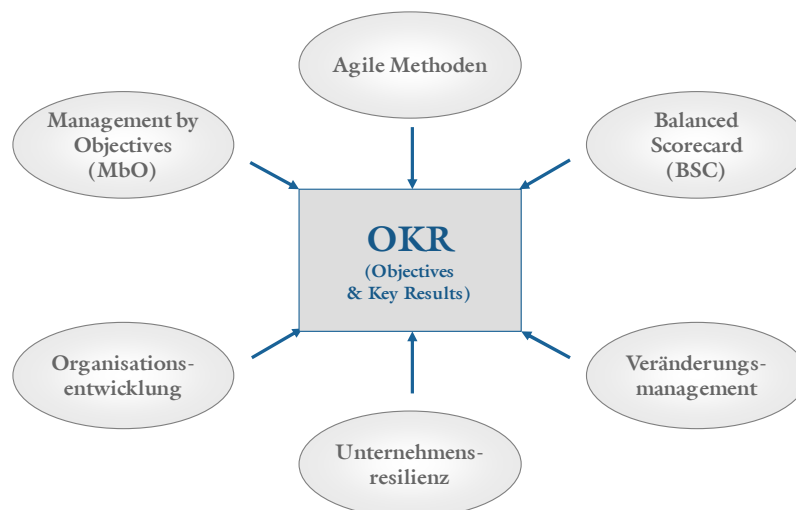 Agile Methoden
Management by
Objectives
(MbO)
Balanced
Scorecard
(BSC)
OKR
(Objectives
& Key Results)
Organisations-
entwicklung
Veränderungs-
management
Unternehmens-
resilienz